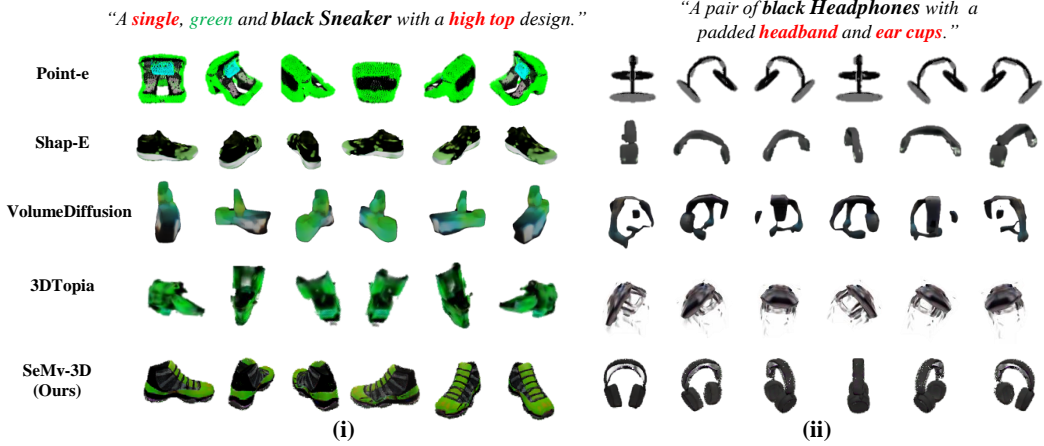 “A single, green and black Sneaker with a high top design.”
“A pair of black Headphones with a
padded headband and ear cups.”
Point-e
Shap-E
VolumeDiffusion
3DTopia
SeMv-3D
(Ours)
(i)
(ii)